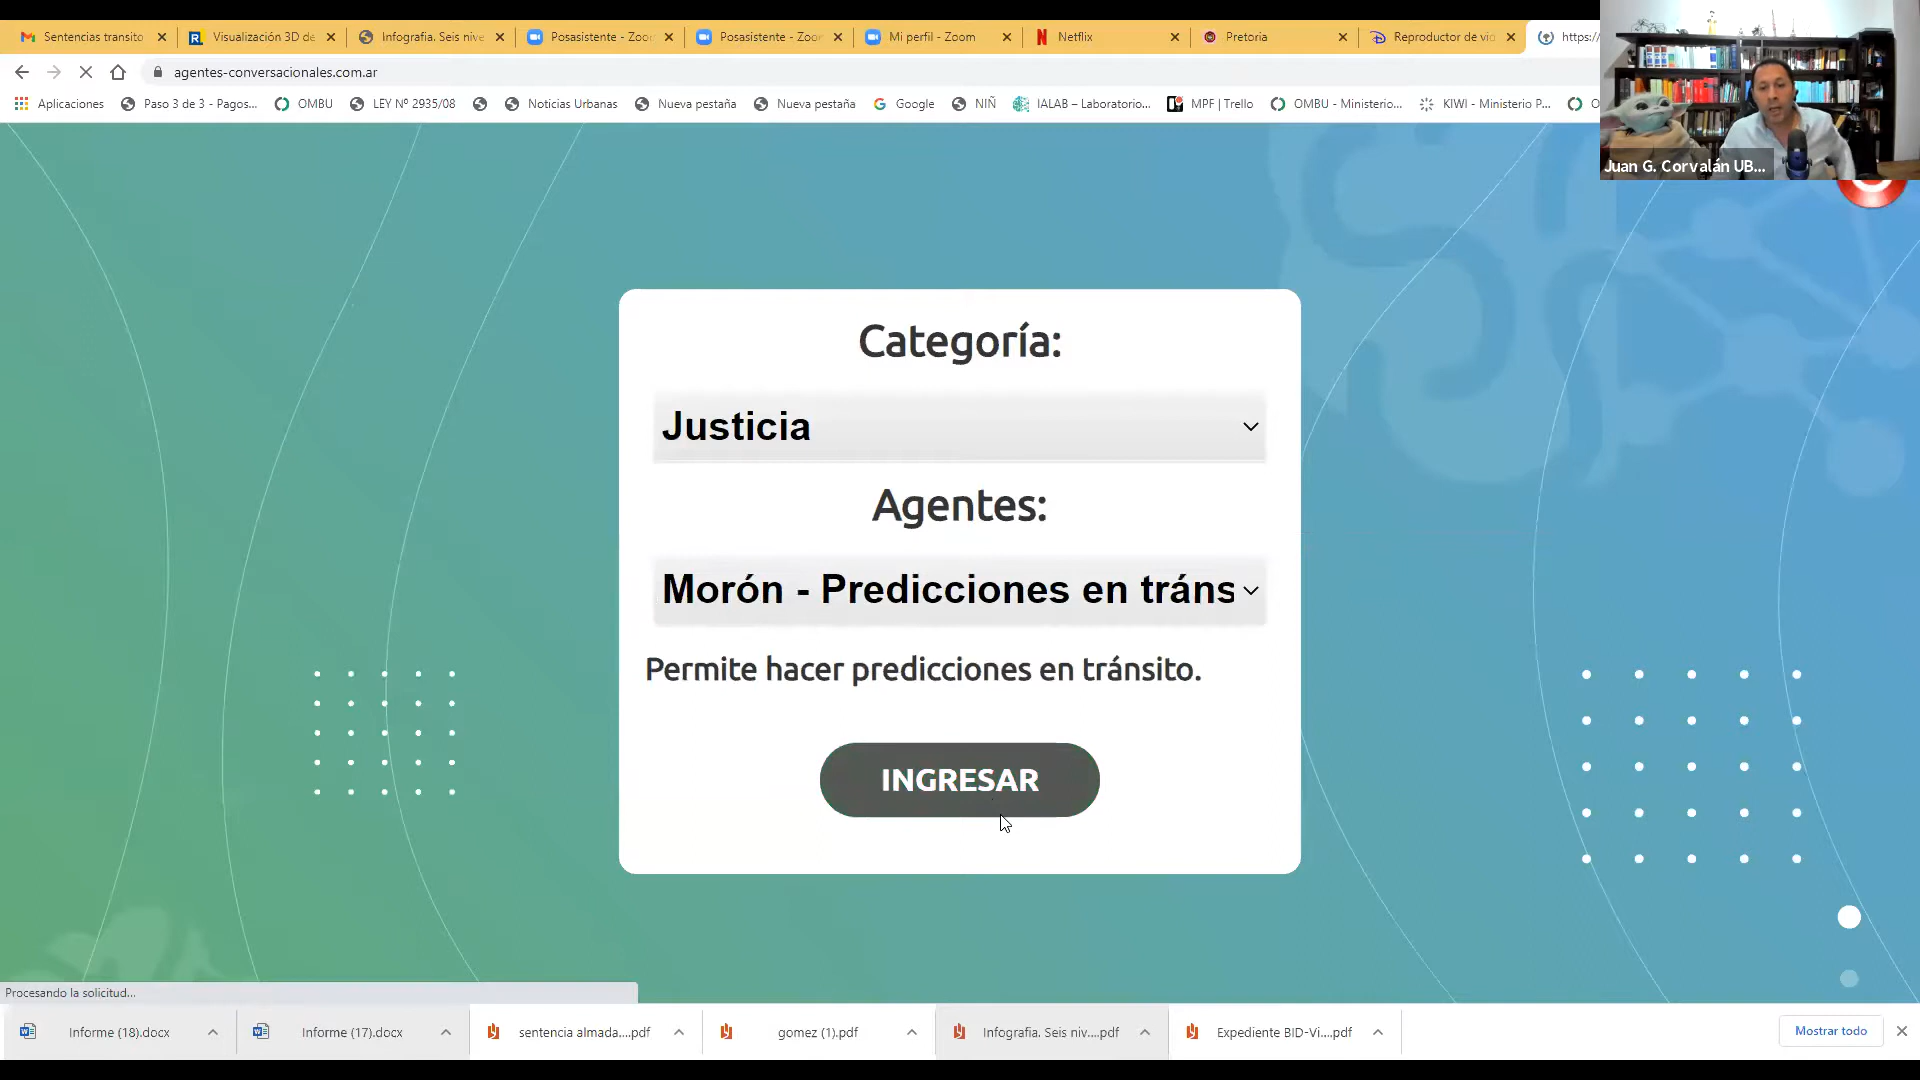 Sentencias transito
Visualización 3D de
Infografia. Seis nive
Posasistente - Zoo
Posasistente - Zoo
Mi perfil - Zoom
Netflix
Pretoria
Reproductor de vi
https:/
agentes-conversacionales.com.ar
Aplicaciones
Paso 3 de 3 - Pagos...
OMBU
LEY Nº 2935/08
Noticias Urbanas
Nueva pestaña
Nueva pestaña
Google
NIÑ
IALAB – Laboratorio...
MPF | Trello
OMBU - Ministerio...
KIWI - Ministerio P...
Juan G. Corvalán UB...
Categoría:
Justicia
Agentes:
Morón - Predicciones en tráns
Permite hacer predicciones en tránsito.
INGRESAR
Procesando la solicitud...
Informe (18).docx
Informe (17).docx
sentencia almada....pdf
gomez (1).pdf
Infografia. Seis niv....pdf
Expediente BID-Vi....pdf
Mostrar todo